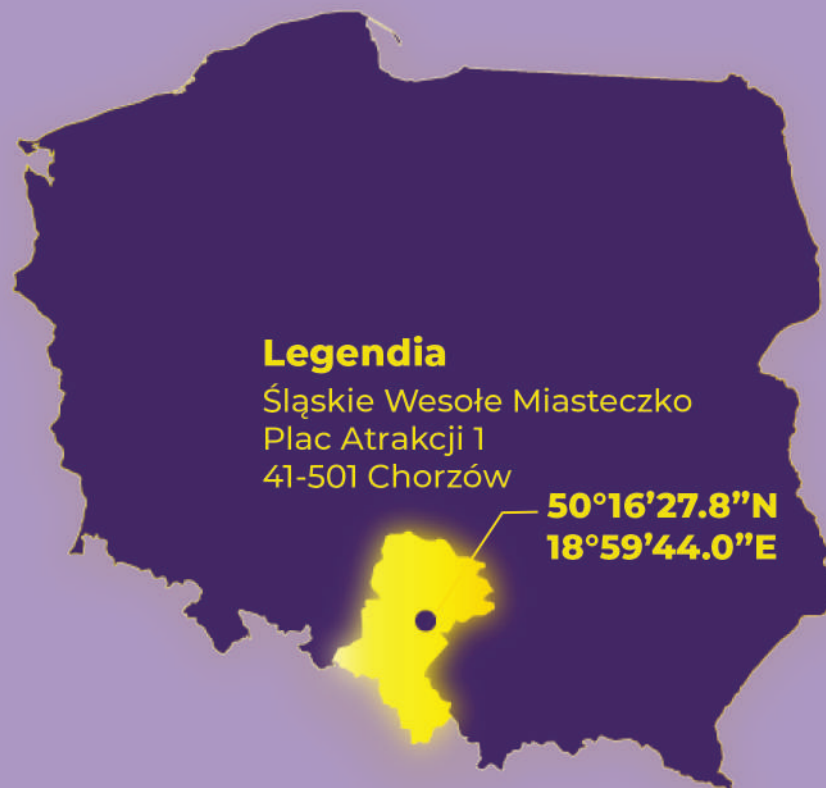 Legendia
Śląskie Wesołe Miasteczko
Plac Atrakcji 1
41-501 Chorzów
50°16’27.8”N
18°59’44.0”E